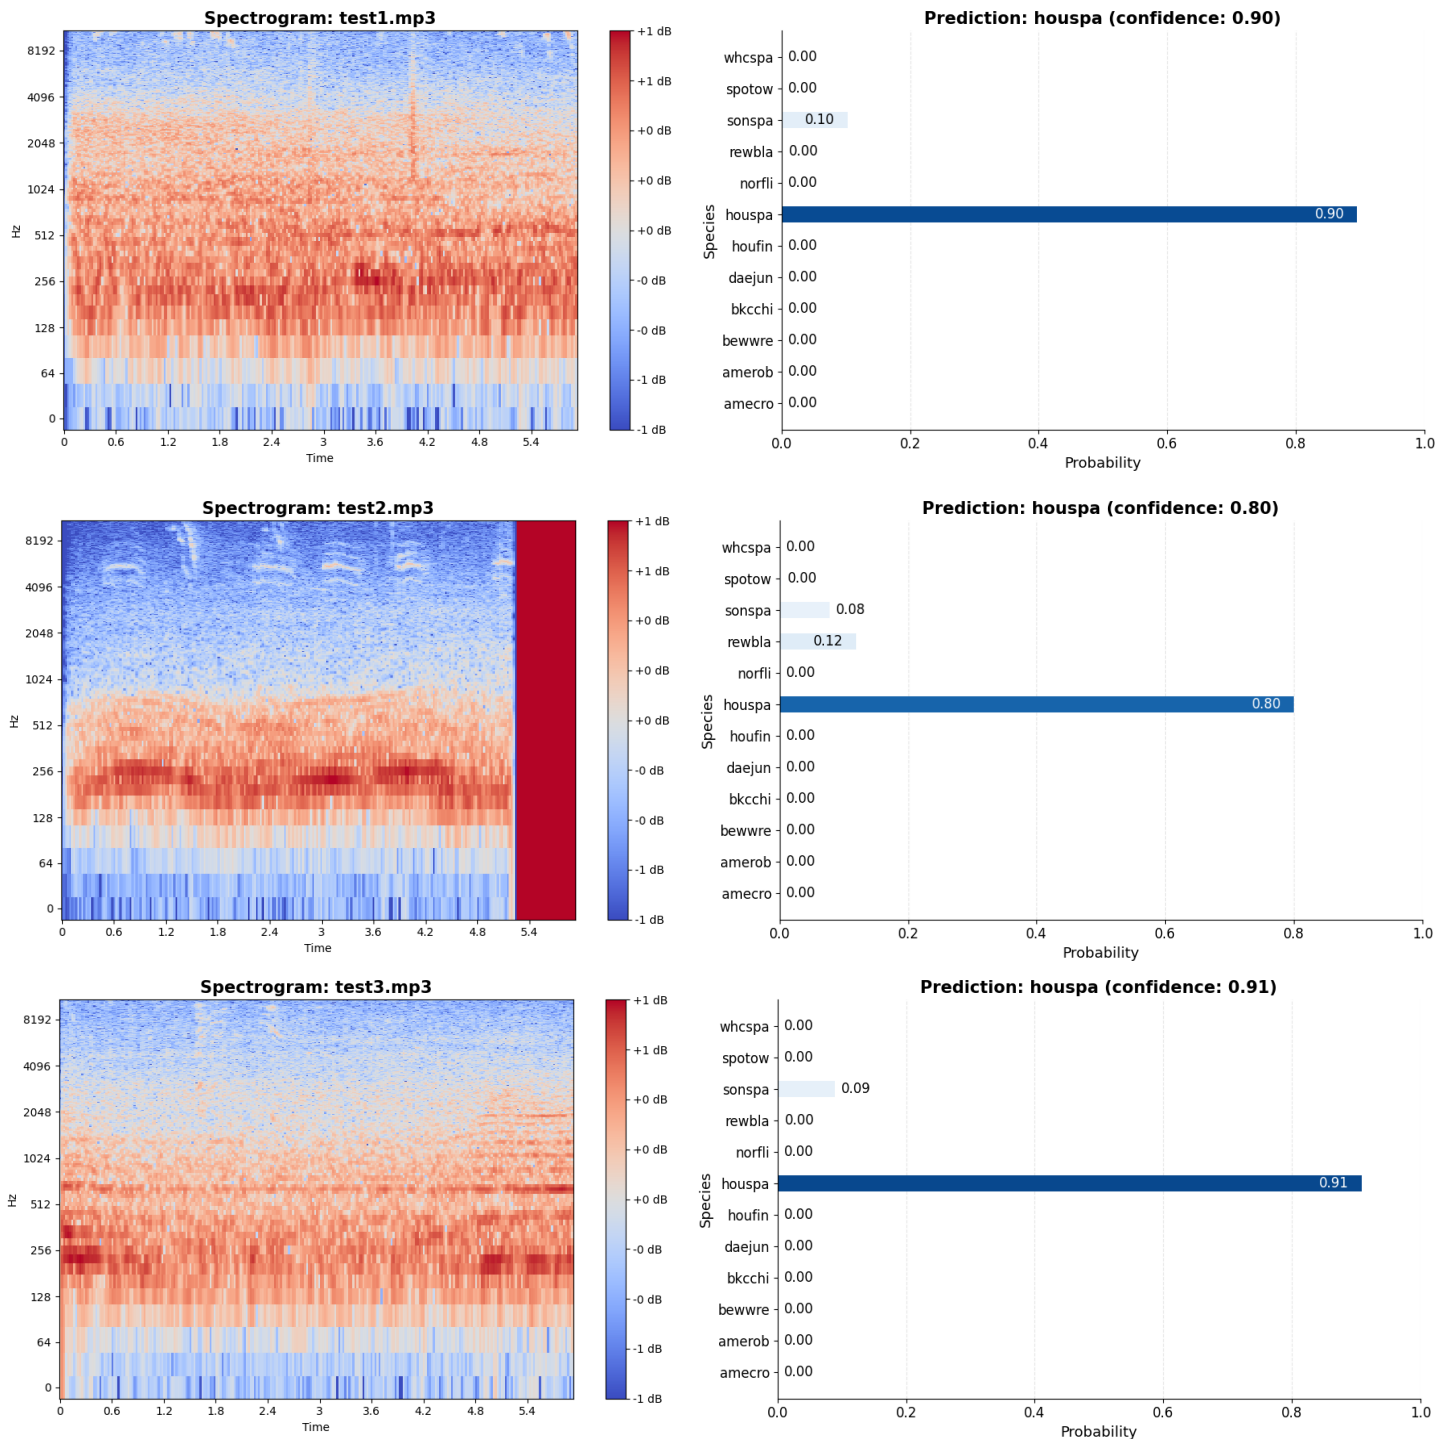 Spectrogram: test1.mp3
Hz
8192
4096
2048
1024
512
256
128
64
0
0 0.6 1.2 1.8 2.4 3 3.6 4.2 4.8 5.4
Time
+1 dB
+1 dB
+0 dB
+0 dB
+0 dB
-0 dB
-0 dB
-1 dB
-1 dB
Prediction: houspa (confidence: 0.90)
Species
whcspa 0.00
spotow 0.00
sonspa 0.10
rewbla 0.00
norfli 0.00
houspa 0.90
houfin 0.00
daejun 0.00
bkcchi 0.00
bewwre 0.00
amerob 0.00
amecro 0.00
0.0 0.2 0.4 0.6 0.8 1.0
Probability
Spectrogram: test2.mp3
Hz
8192
4096
2048
1024
512
256
128
64
0
0 0.6 1.2 1.8 2.4 3 3.6 4.2 4.8 5.4
Time
+1 dB
+1 dB
+0 dB
+0 dB
+0 dB
-0 dB
-0 dB
-1 dB
-1 dB
Prediction: houspa (confidence: 0.80)
Species
whcspa 0.00
spotow 0.00
sonspa 0.08
rewbla 0.12
norfli 0.00
houspa 0.80
houfin 0.00
daejun 0.00
bkcchi 0.00
bewwre 0.00
amerob 0.00
amecro 0.00
0.0 0.2 0.4 0.6 0.8 1.0
Probability
Spectrogram: test3.mp3
Hz
8192
4096
2048
1024
512
256
128
64
0
0 0.6 1.2 1.8 2.4 3 3.6 4.2 4.8 5.4
Time
+1 dB
+1 dB
+0 dB
+0 dB
+0 dB
-0 dB
-0 dB
-1 dB
-1 dB
Prediction: houspa (confidence: 0.91)
Species
whcspa 0.00
spotow 0.00
sonspa 0.09
rewbla 0.00
norfli 0.00
houspa 0.91
houfin 0.00
daejun 0.00
bkcchi 0.00
bewwre 0.00
amerob 0.00
amecro 0.00
0.0 0.2 0.4 0.6 0.8 1.0
Probability